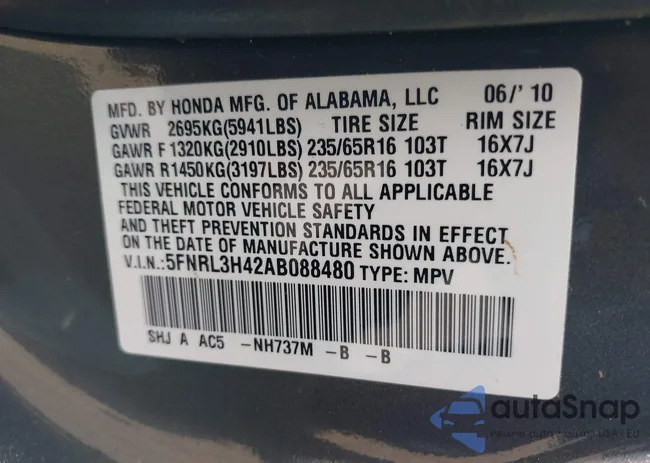 MFD. BY HONDA MFG. OF ALABAMA, LLC 06/' 10
GVWR 2695KG(5941LBS) TIRE SIZE RIM SIZE
GAWR F 1320KG(2910LBS) 235/65R16 103T 16X7J
GAWR R1450KG(3197LBS) 235/65R16 103T 16X7J
THIS VEHICLE CONFORMS TO ALL APPLICABLE
FEDERAL MOTOR VEHICLE SAFETY
AND THEFT PREVENTION STANDARDS IN EFFECT
ON THE DATE OF MANUFACTURE SHOWN ABOVE.
V.I.N.:5FNRL3H42AB088480 TYPE: MPV
SHJ A AC5 -NH737M -B -B
autoSnap